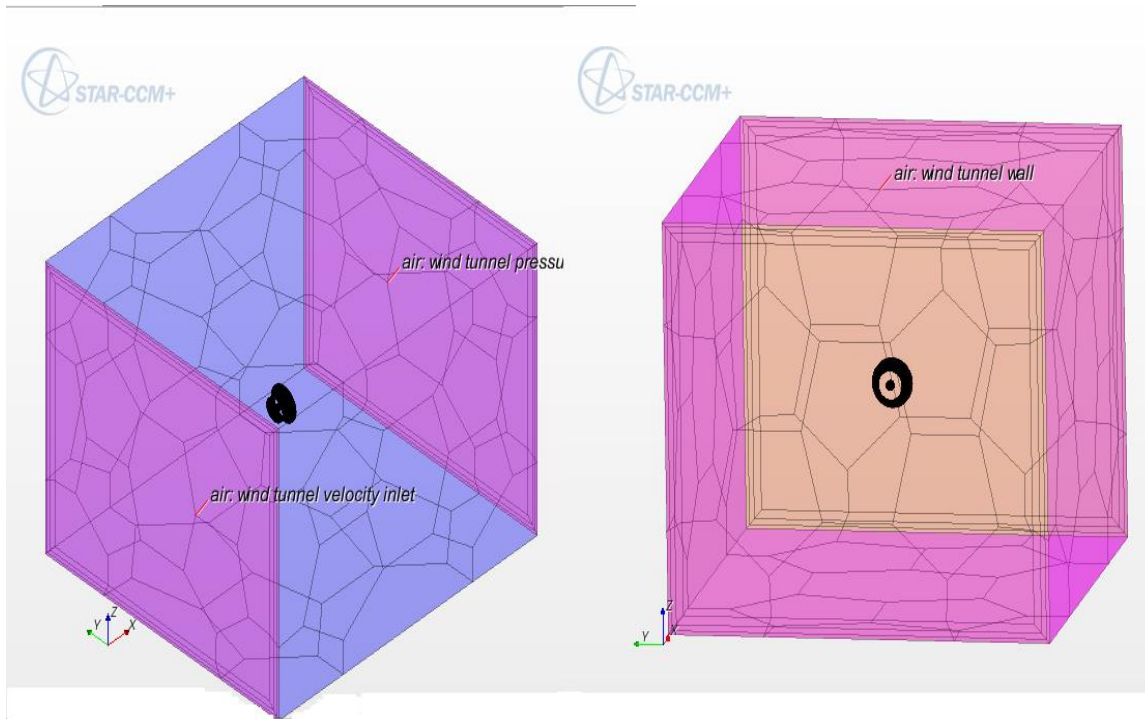 STAR-CCM+
STAR-CCM+
air: wind tunnel wall
air: wind tunnel pressu
air: wind tunnel velocity inlet
Z
Y
X
Z
Y
X